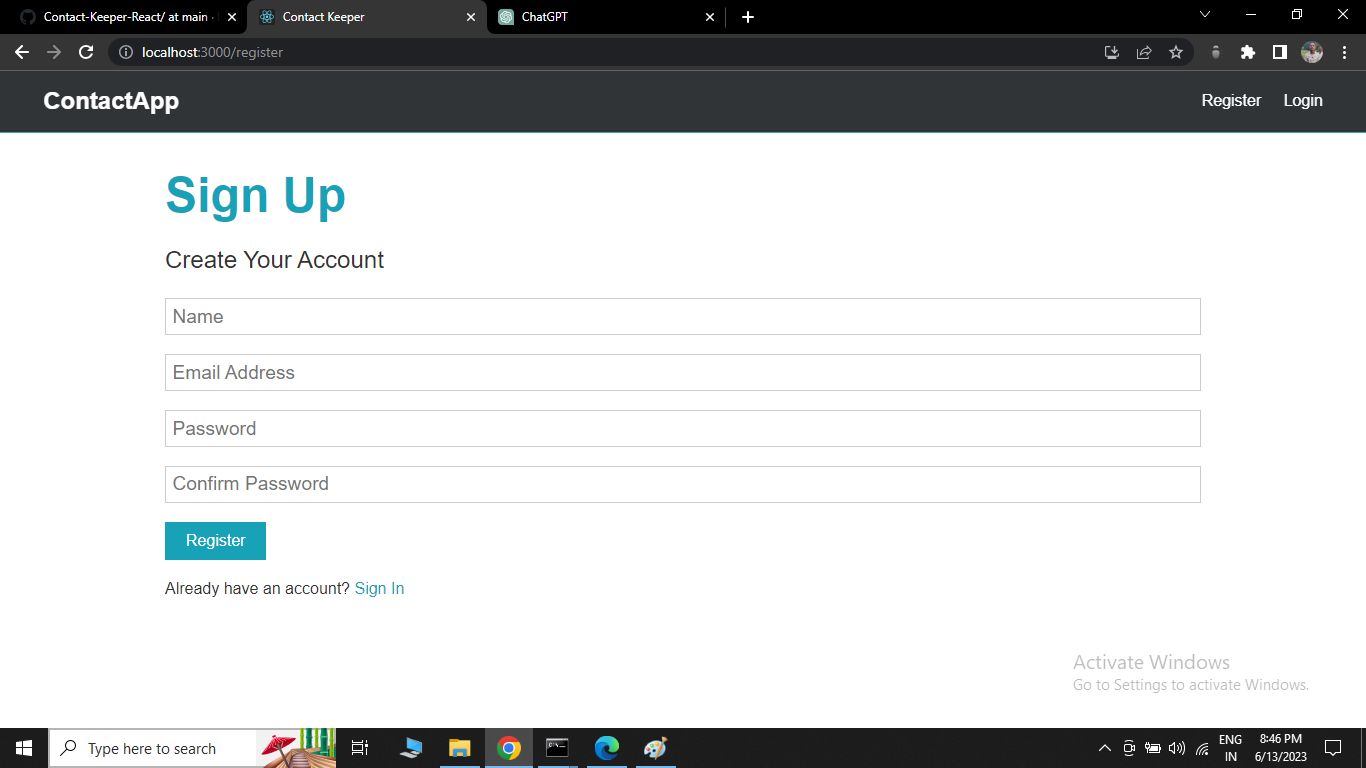 Contact-Keeper-React/ at main ·
Contact Keeper
ChatGPT
localhost:3000/register
ContactApp
Register
Login
Sign Up
Create Your Account
Name
Email Address
Password
Confirm Password
Register
Already have an account? Sign In
Activate Windows
Go to Settings to activate Windows.
Type here to search
ENG
IN
8:46 PM
6/13/2023